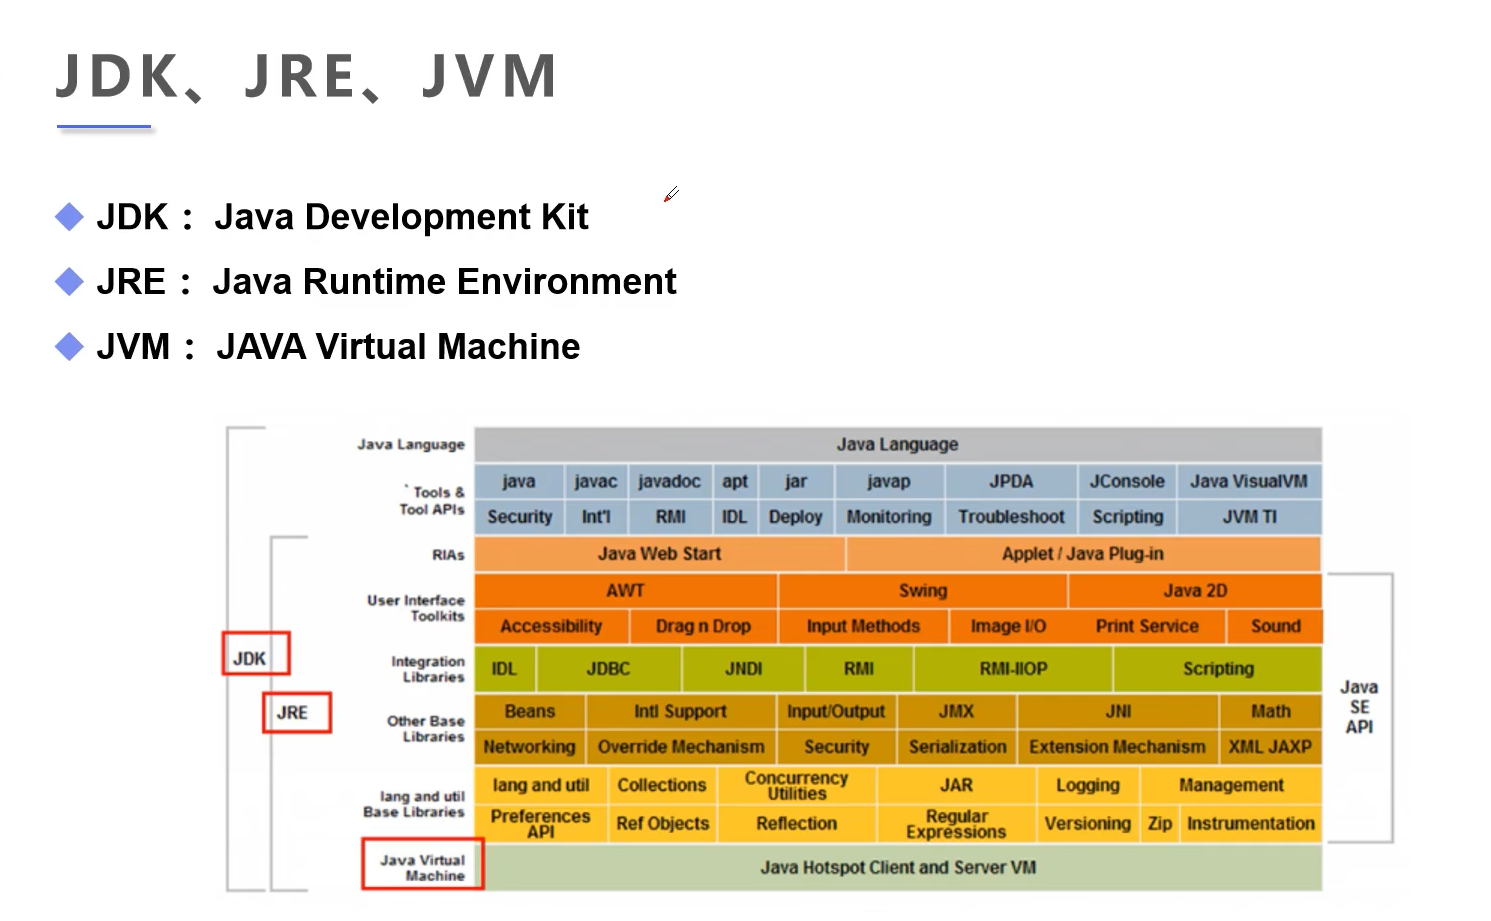 JDK、JRE、JVM
JDK： Java Development Kit
JRE： Java Runtime Environment
JVM： JAVA Virtual Machine
Java Language
Java Language
Tools &
Tool APIs
java javac javadoc apt jar javap JPDA JConsole Java VisualVM
Security Int'l RMI IDL Deploy Monitoring Troubleshoot Scripting JVM TI
RIAs
Java Web Start Applet / Java Plug-in
User Interface
Toolkits
AWT Swing Java 2D
Accessibility Drag n Drop Input Methods Image I/O Print Service Sound
JDK
Integration
Libraries
IDL JDBC JNDI RMI RMI-IIOP Scripting
Java
SE
API
JRE
Other Base
Libraries
Beans Intl Support Input/Output JMX JNI Math
Networking Override Mechanism Security Serialization Extension Mechanism XML JAXP
lang and util
Base Libraries
lang and util Collections Concurrency
Utilities JAR Logging Management
Preferences
API Ref Objects Reflection Regular
Expressions Versioning Zip Instrumentation
Java Virtual
Machine
Java Hotspot Client and Server VM